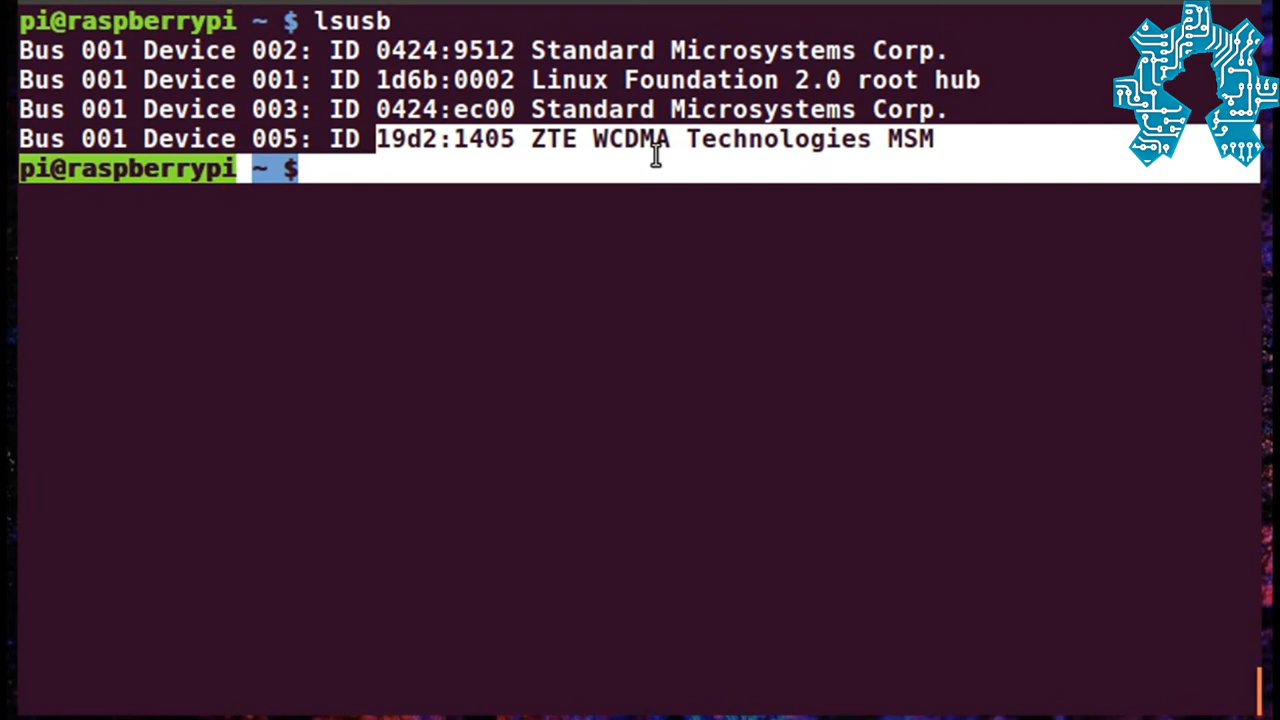 pi@raspberrypi ~ $ lsusb
Bus 001 Device 002: ID 0424:9512 Standard Microsystems Corp.
Bus 001 Device 001: ID 1d6b:0002 Linux Foundation 2.0 root hub
Bus 001 Device 003: ID 0424:ec00 Standard Microsystems Corp.
Bus 001 Device 005: ID 19d2:1405 ZTE WCDMA Technologies MSM
pi@raspberrypi ~ $